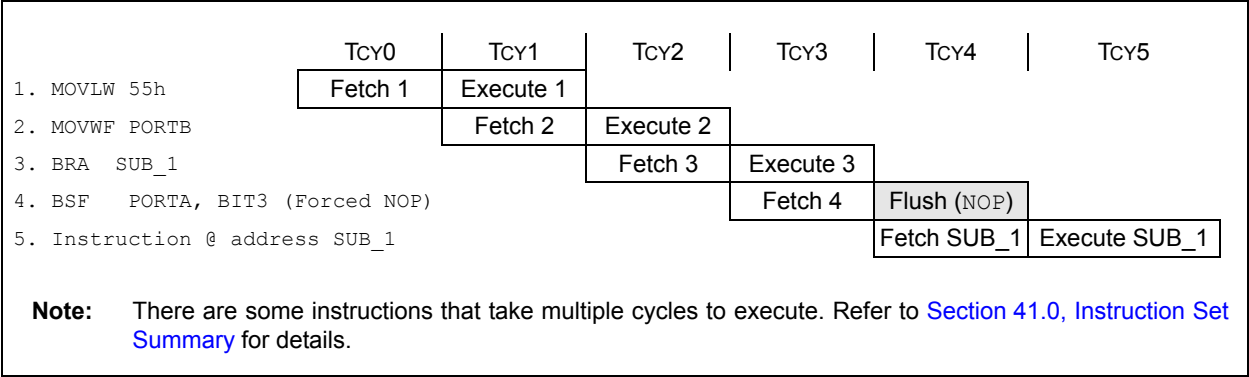 TCY0 TCY1 TCY2 TCY3 TCY4 TCY5
1. MOVLW 55h Fetch 1 Execute 1
2. MOVWF PORTB Fetch 2 Execute 2
3. BRA SUB_1 Fetch 3 Execute 3
4. BSF PORTA, BIT3 (Forced NOP) Fetch 4 Flush (NOP)
5. Instruction @ address SUB_1 Fetch SUB_1 Execute SUB_1
Note: There are some instructions that take multiple cycles to execute. Refer to Section 41.0, Instruction Set
Summary for details.